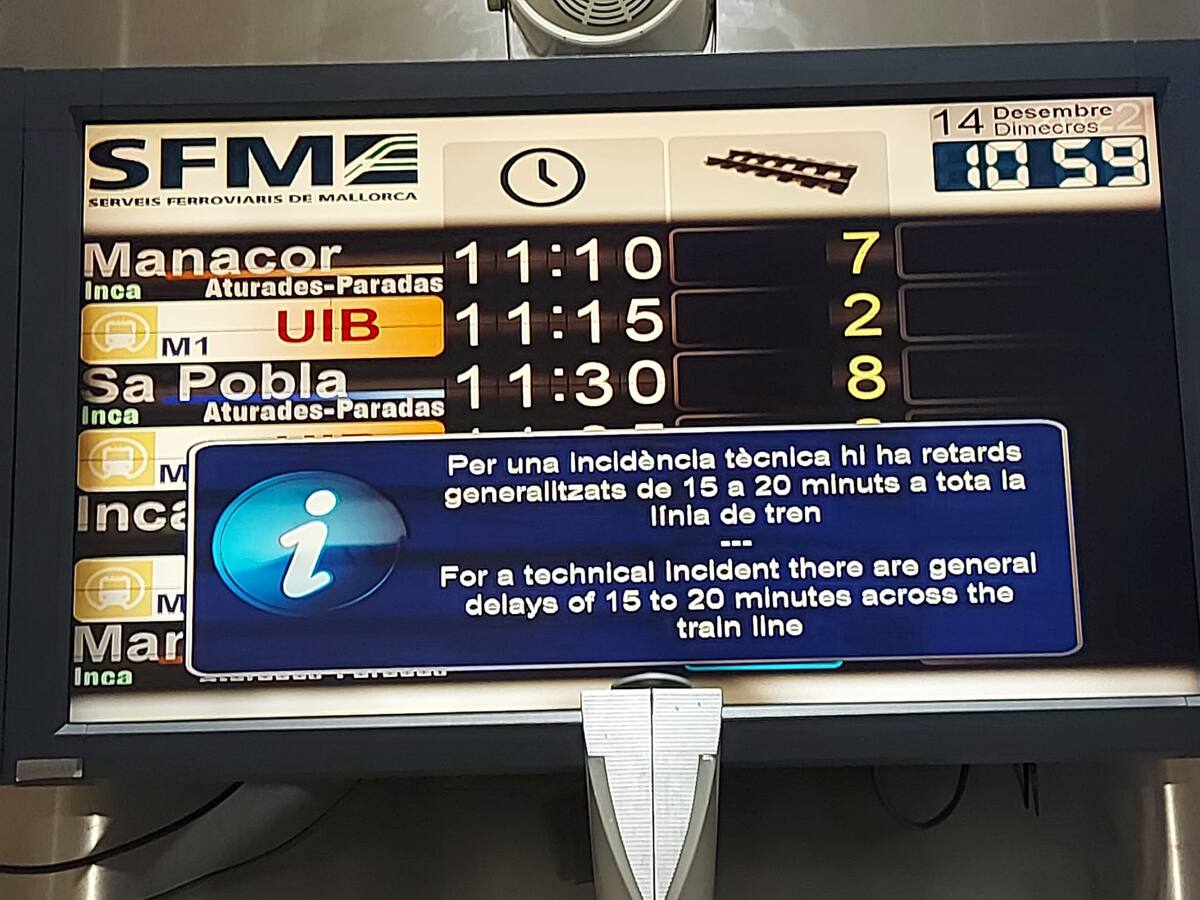 SFM
SERVEIS FERROVIARIS DE MALLORCA
14 Desembre
Dimecres
10 59
Manacor 11:10 7
Inca Aturades-Paradas
M1 UIB 11:15 2
Sa Pobla 11:30 8
Inca Aturades-Paradas
Per una incidència tècnica hi ha retards
generalitzats de 15 a 20 minuts a tota la
línia de tren
---
For a technical incident there are general
delays of 15 to 20 minutes across the
train line
Inca